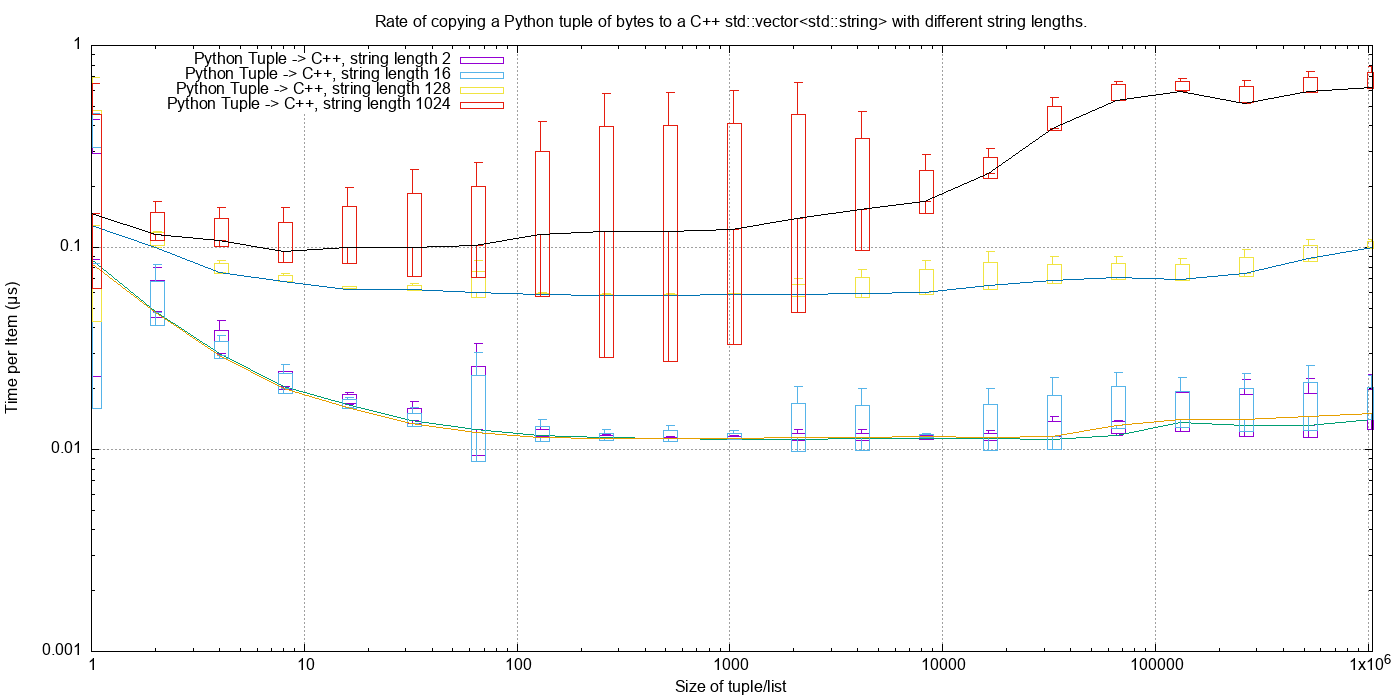 Rate of copying a Python tuple of bytes to a C++ std::vector<std::string> with different string lengths.
Python Tuple -> C++, string length 2
Python Tuple -> C++, string length 16
Python Tuple -> C++, string length 128
Python Tuple -> C++, string length 1024
1
0.1
0.01
0.001
Time per Item (µs)
1 10 100 1000 10000 100000 1x10⁶
Size of tuple/list